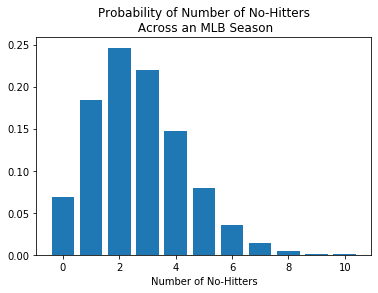 Probability of Number of No-Hitters
Across an MLB Season
0.25
0.20
0.15
0.10
0.05
0.00
0 2 4 6 8 10
Number of No-Hitters